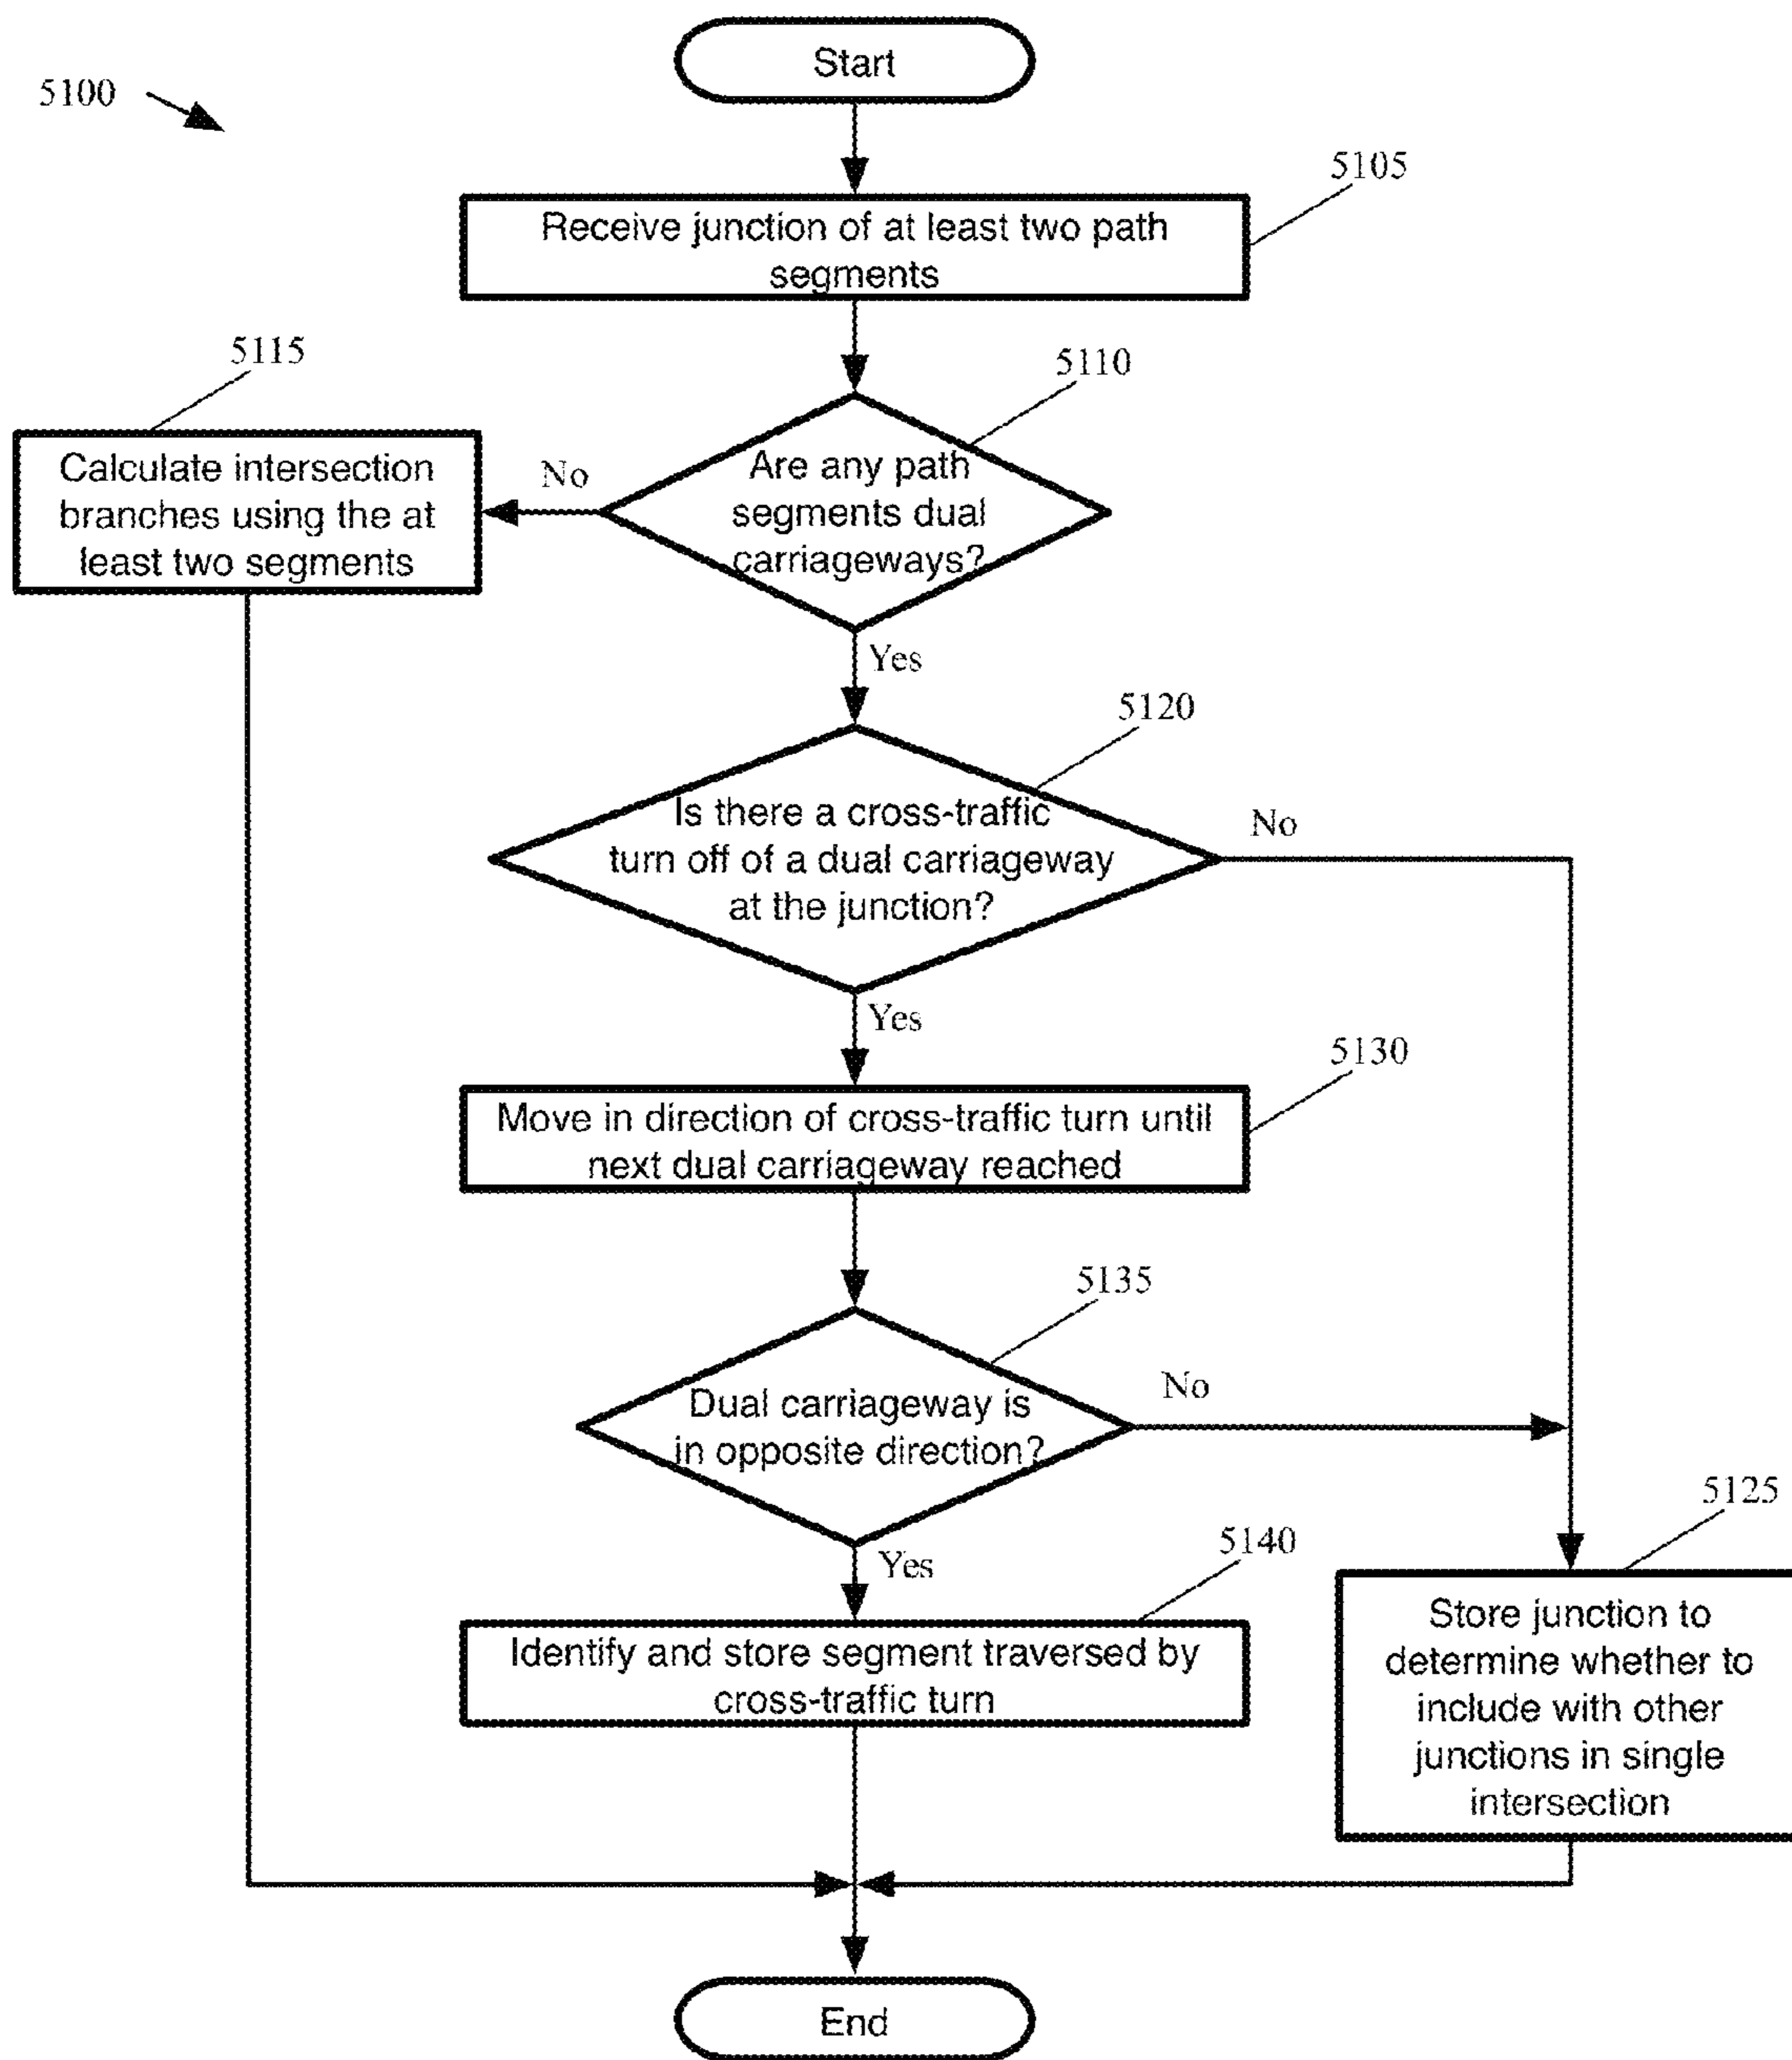 Start
5100
5105
Receive junction of at least two path
segments
5110
5115
Are any path
segments dual
carriageways?
No
Calculate intersection
branches using the at
least two segments
Yes
5120
Is there a cross-traffic
turn off of a dual carriageway
at the junction?
No
Yes
5130
Move in direction of cross-traffic turn until
next dual carriageway reached
5135
Dual carriageway is
in opposite direction?
No
5125
Yes
5140
Identify and store segment traversed by
cross-traffic turn
Store junction to
determine whether to
include with other
junctions in single
intersection
End